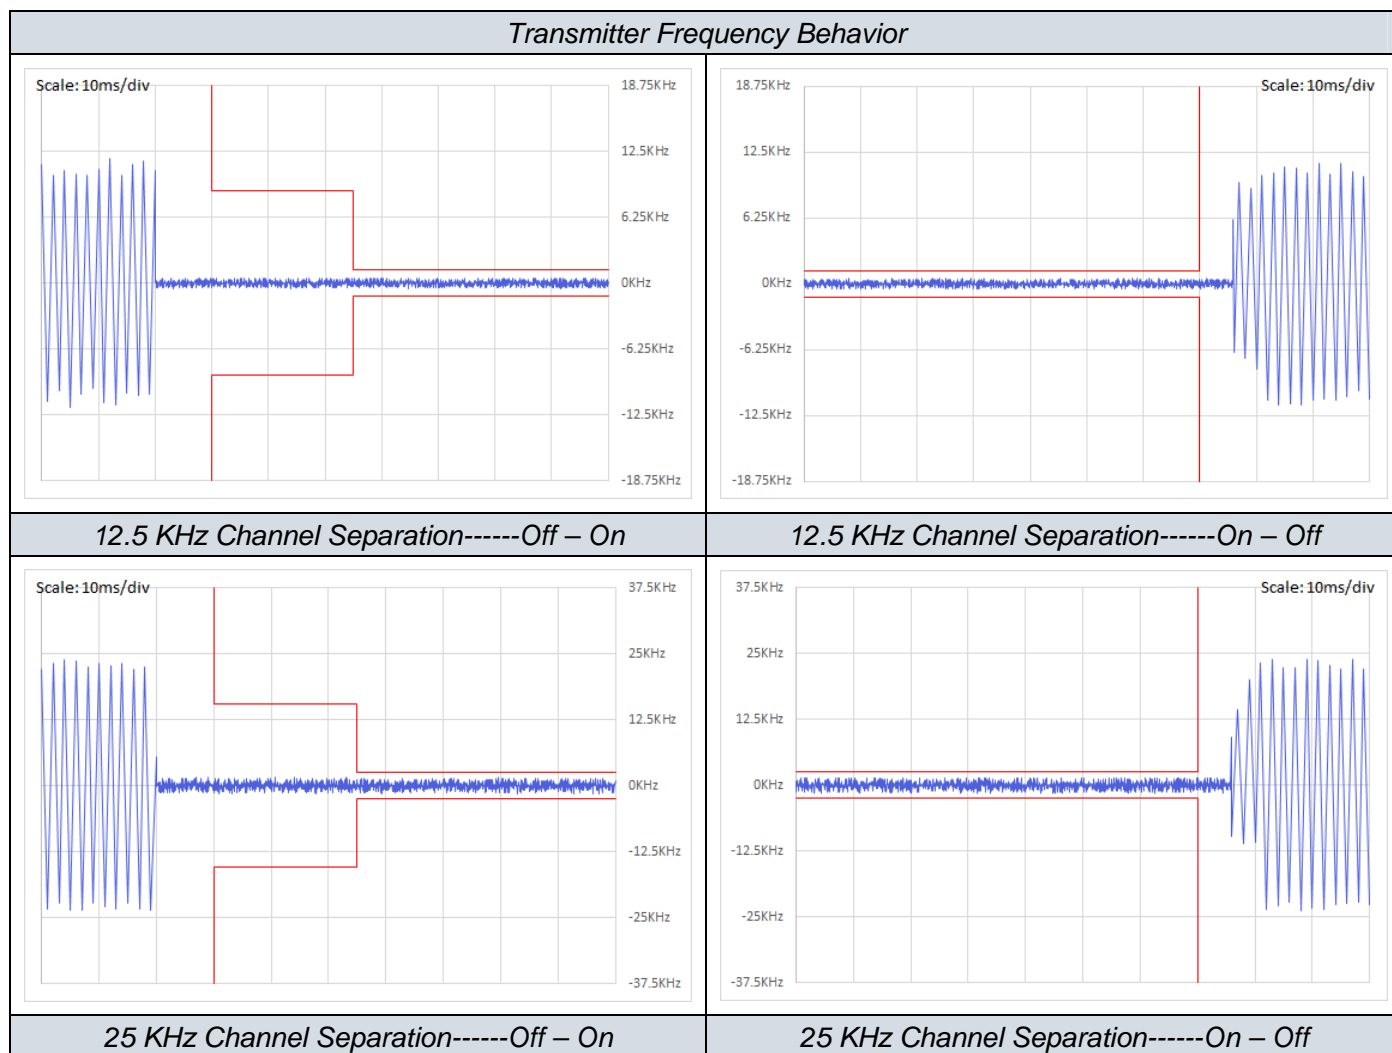 Transmitter Frequency Behavior
Scale: 10ms/div
18.75KHz
12.5KHz
6.25KHz
0KHz
-6.25KHz
-12.5KHz
-18.75KHz
Scale: 10ms/div
18.75KHz
12.5KHz
6.25KHz
0KHz
-6.25KHz
-12.5KHz
-18.75KHz
12.5 KHz Channel Separation------Off – On
12.5 KHz Channel Separation------On – Off
Scale: 10ms/div
37.5KHz
25KHz
12.5KHz
0KHz
-12.5KHz
-25KHz
-37.5KHz
37.5KHz
Scale: 10ms/div
25KHz
12.5KHz
0KHz
-12.5KHz
-25KHz
-37.5KHz
25 KHz Channel Separation------Off – On
25 KHz Channel Separation------On – Off